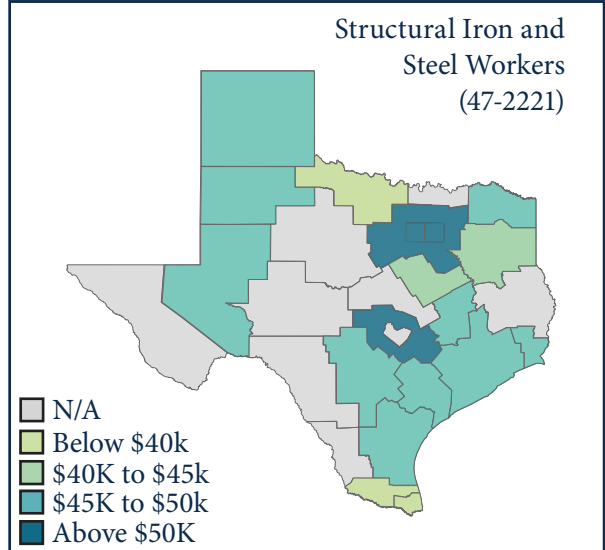 Structural Iron and
Steel Workers
(47-2221)
N/A
Below $40k
$40K to $45k
$45K to $50k
Above $50K